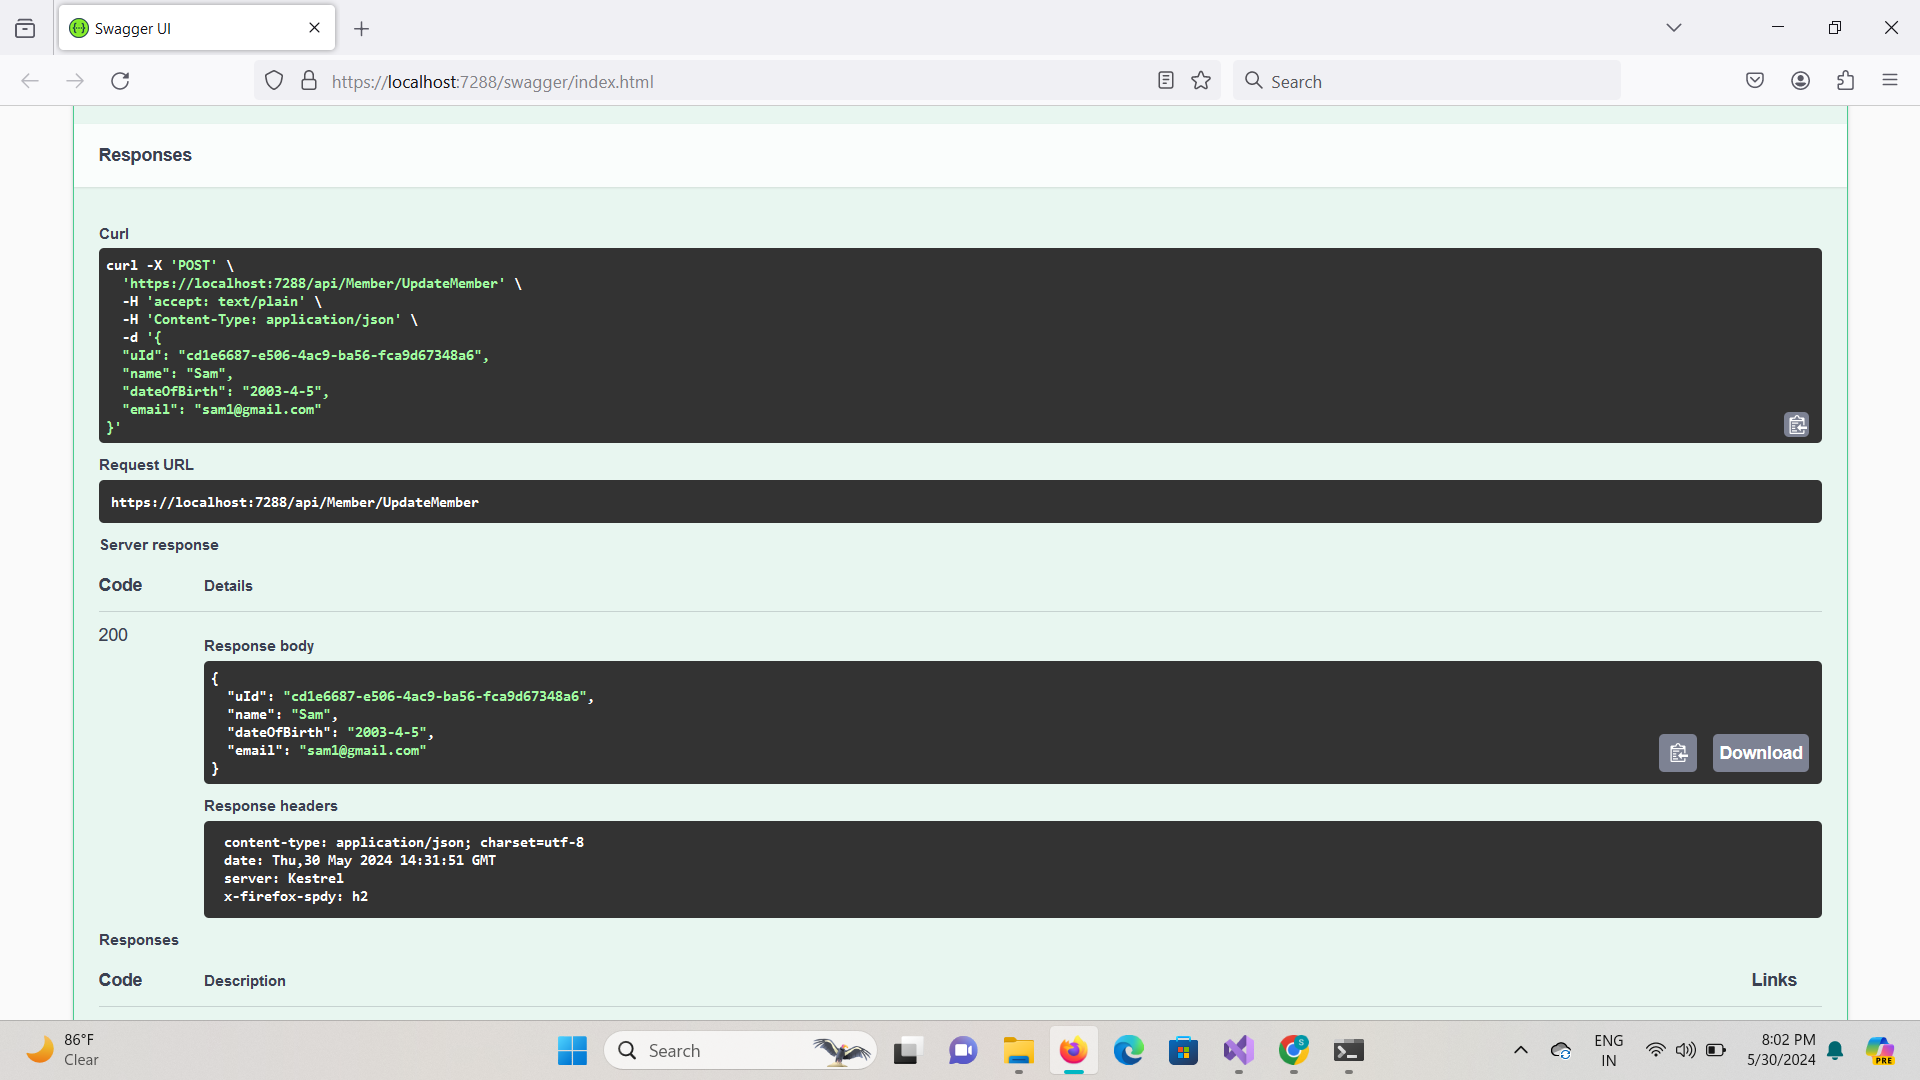 Swagger UI
https://localhost:7288/swagger/index.html
Search
Responses
Curl
curl -X 'POST' \
'https://localhost:7288/api/Member/UpdateMember' \
-H 'accept: text/plain' \
-H 'Content-Type: application/json' \
-d '{
"uId": "cd1e6687-e506-4ac9-ba56-fca9d67348a6",
"name": "Sam",
"dateOfBirth": "2003-4-5",
"email": "sam1@gmail.com"
}'
Request URL
https://localhost:7288/api/Member/UpdateMember
Server response
Code Details
200
Response body
{
"uId": "cd1e6687-e506-4ac9-ba56-fca9d67348a6",
"name": "Sam",
"dateOfBirth": "2003-4-5",
"email": "sam1@gmail.com"
}
Download
Response headers
content-type: application/json; charset=utf-8
date: Thu,30 May 2024 14:31:51 GMT
server: Kestrel
x-firefox-spdy: h2
Responses
Code Description Links
86°F
Clear
Search
S
ENG
IN
8:02 PM
5/30/2024
PRE